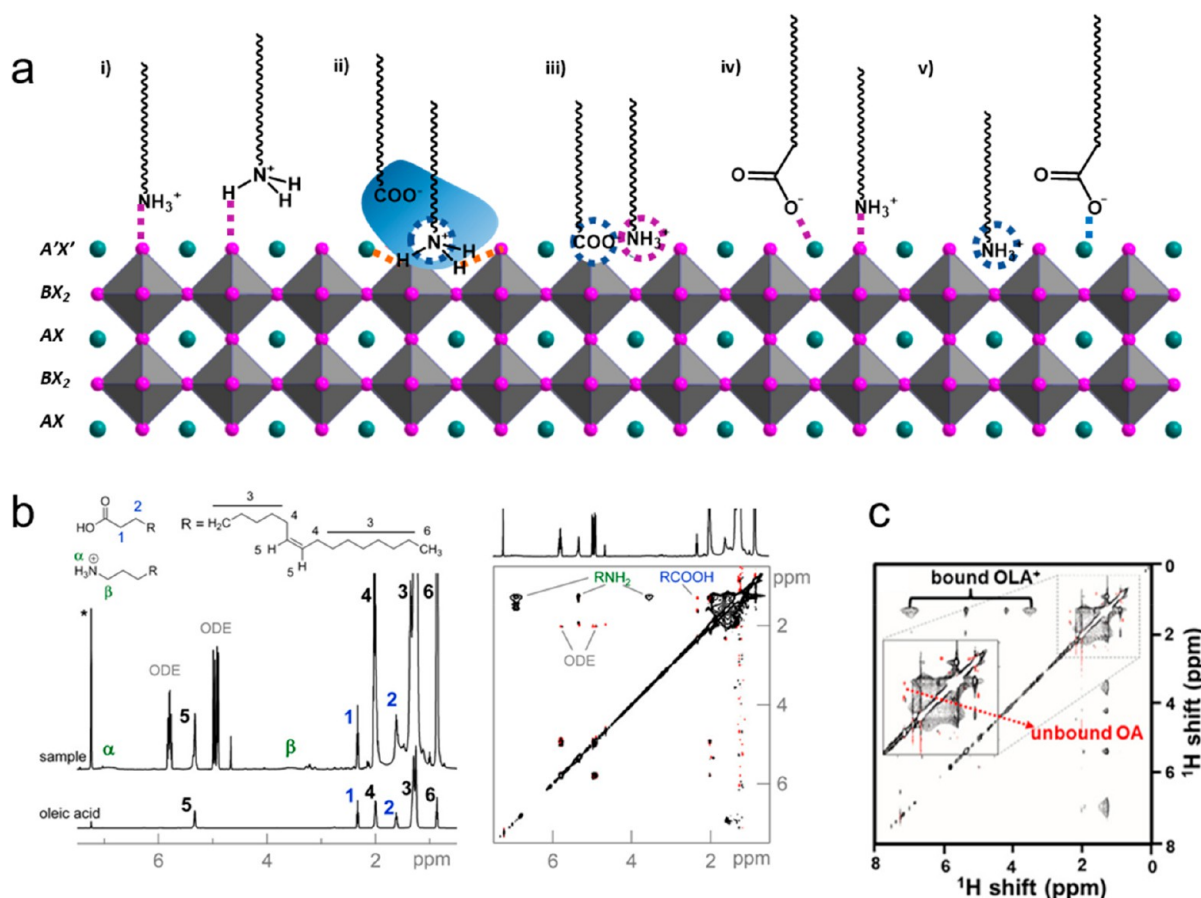 a
i)
ii)
iii)
iv)
v)
NH₃⁺
H N⁺ H H
COO⁻
N⁺
H H H
COO⁻ NH₃⁺
O
O⁻
NH₃⁺
NH₃⁺
O
O⁻
A'X'
BX₂
AX
BX₂
AX
b
O
HO
2
1
R
α
H₃N⊕
β
R
3
R = H₂C
4
4
3
6
CH₃
5 H
H
5
*
ODE
5
4
3
6
1
2
α
β
sample
5
1
4
2
3
6
oleic acid
6
4
2
ppm
RNH₂
RCOOH
ODE
ppm
2
4
6
6
4
2
ppm
c
bound OLA⁺
unbound OA
0
2
4
6
8
¹H shift (ppm)
8
6
4
2
0
¹H shift (ppm)